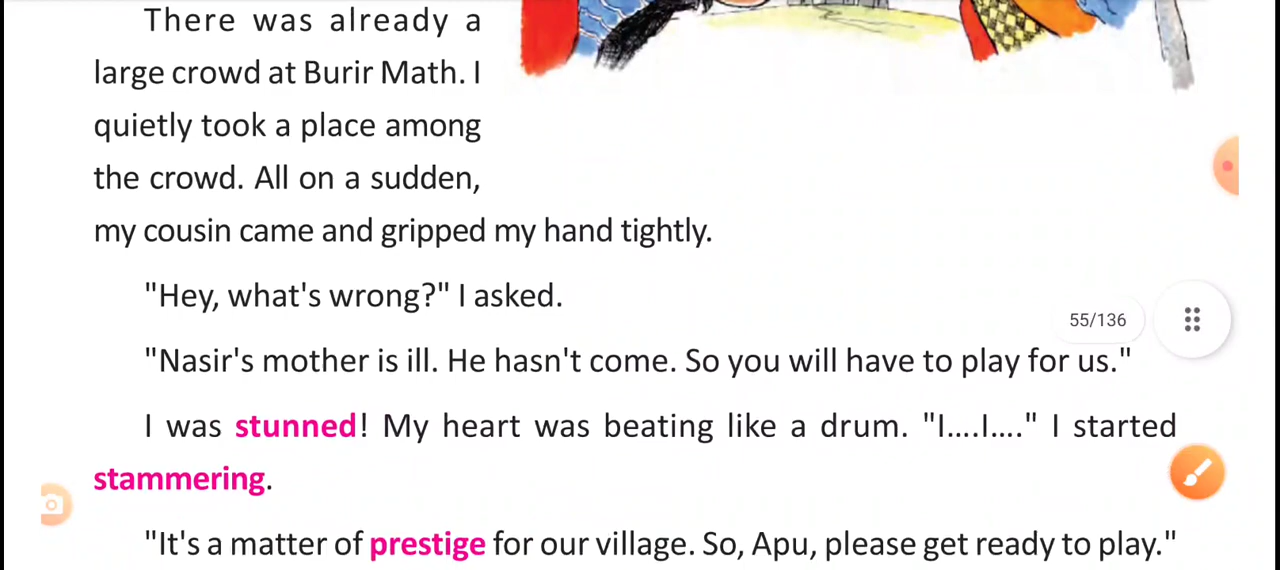 There was already a
large crowd at Burir Math. I
quietly took a place among
the crowd. All on a sudden,
my cousin came and gripped my hand tightly.
"Hey, what's wrong?" I asked.
55/136
"Nasir's mother is ill. He hasn't come. So you will have to play for us."
I was stunned! My heart was beating like a drum. "I....I...." I started
stammering.
"It's a matter of prestige for our village. So, Apu, please get ready to play."